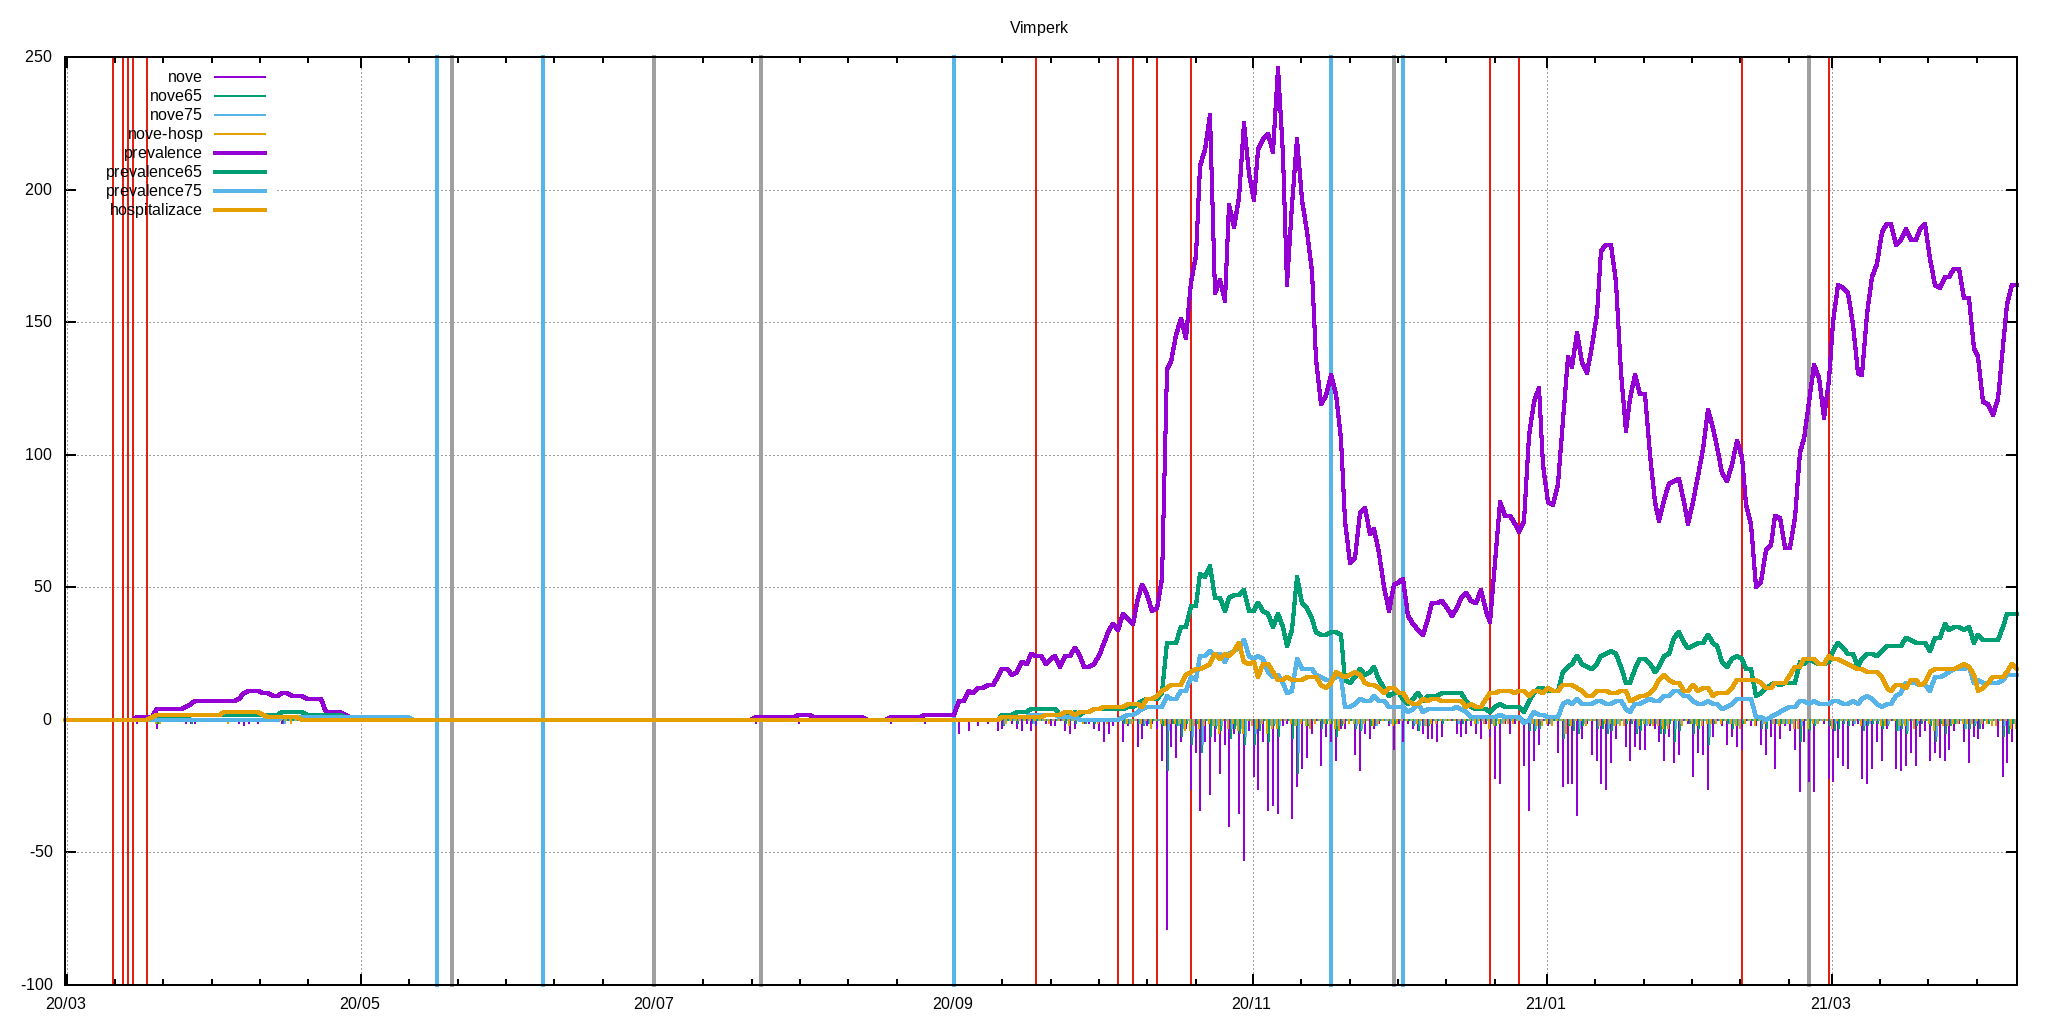 Vimperk
250
200
150
100
50
0
-50
-100
nove
nove65
nove75
nove-hosp
prevalence
prevalence65
prevalence75
hospitalizace
20/03 20/05 20/07 20/09 20/11 21/01 21/03